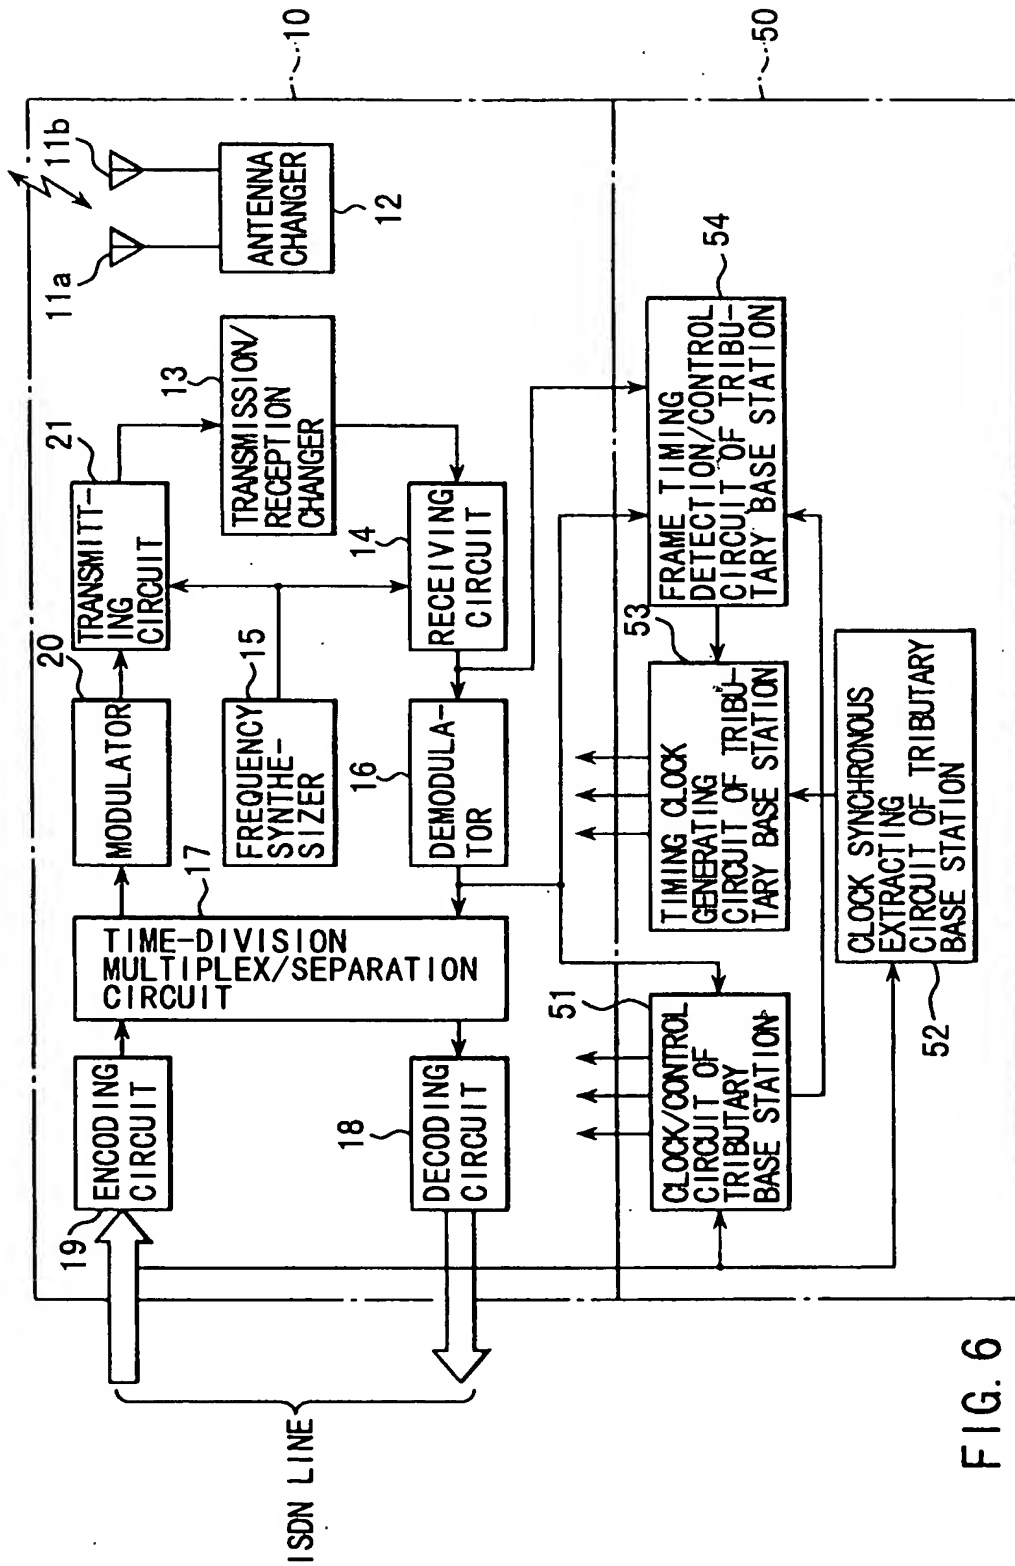 11a
11b
10
ANTENNA
CHANGER
12
TRANSMISSION/
RECEPTION
CHANGER
13
21
TRANSMITT-
ING
CIRCUIT
14
RECEIVING
CIRCUIT
20
MODULATOR
15
FREQUENCY
SYNTHE-
SIZER
16
DEMODULA-
TOR
17
TIME-DIVISION
MULTIPLEX/SEPARATION
CIRCUIT
19
ENCODING
CIRCUIT
18
DECODING
CIRCUIT
ISDN LINE
50
54
FRAME TIMING
DETECTION/CONTROL
CIRCUIT OF TRIBU-
TARY BASE STATION
53
TIMING CLOCK
GENERATING
CIRCUIT OF TRIBU-
TARY BASE STATION
51
CLOCK/CONTROL
CIRCUIT OF
TRIBUTARY
BASE STATION
CLOCK SYNCHRONOUS
EXTRACTING
CIRCUIT OF TRIBUTARY
BASE STATION
52
FIG. 6